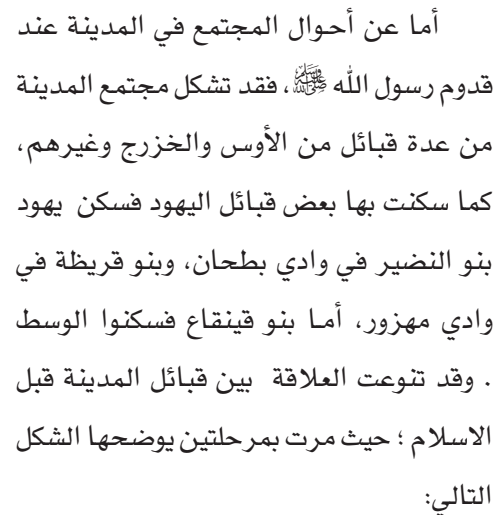 أما عن أحوال المجتمع في المدينة عند
قدوم رسول الله ﷺ، فقد تشكل مجتمع المدينة
من عدة قبائل من الأوس والخزرج وغيرهم،
كما سكنت بها بعض قبائل اليهود فسكن يهود
بنو النضير في وادي بطحان، وبنو قريظة في
وادي مهزور، أما بنو قينقاع فسكنوا الوسط
. وقد تنوعت العلاقة بين قبائل المدينة قبل
الاسلام ؛ حيث مرت بمرحلتين يوضحها الشكل
التالي: